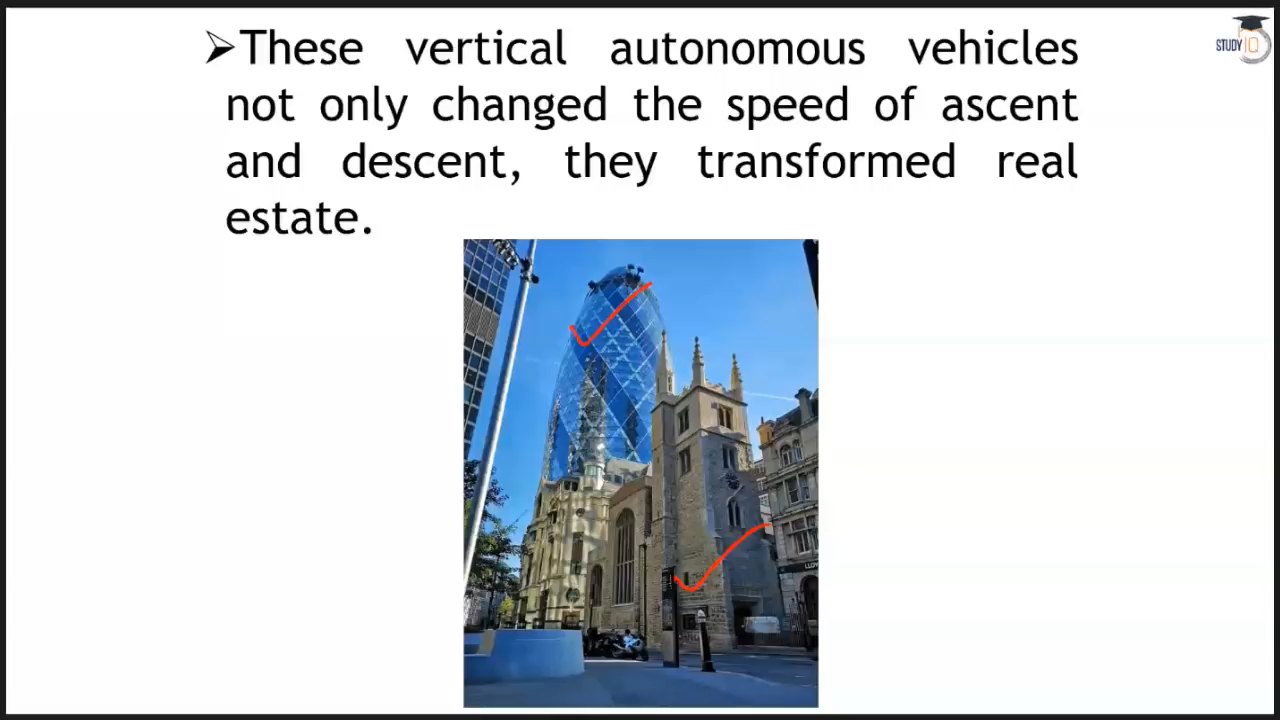 ➢These vertical autonomous vehicles
not only changed the speed of ascent
and descent, they transformed real
estate.
STUDY IQ